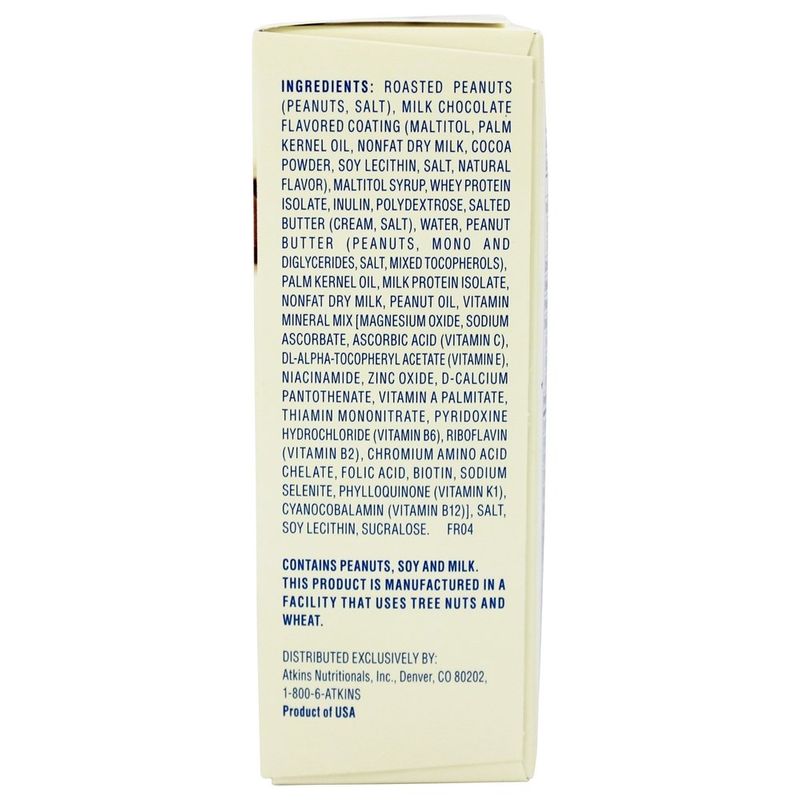 INGREDIENTS: ROASTED PEANUTS
(PEANUTS, SALT), MILK CHOCOLATE
FLAVORED COATING (MALTITOL, PALM
KERNEL OIL, NONFAT DRY MILK, COCOA
POWDER, SOY LECITHIN, SALT, NATURAL
FLAVOR), MALTITOL SYRUP, WHEY PROTEIN
ISOLATE, INULIN, POLYDEXTROSE, SALTED
BUTTER (CREAM, SALT), WATER, PEANUT
BUTTER (PEANUTS, MONO AND
DIGLYCERIDES, SALT, MIXED TOCOPHEROLS),
PALM KERNEL OIL, MILK PROTEIN ISOLATE,
NONFAT DRY MILK, PEANUT OIL, VITAMIN
MINERAL MIX [MAGNESIUM OXIDE, SODIUM
ASCORBATE, ASCORBIC ACID (VITAMIN C),
DL-ALPHA-TOCOPHERYL ACETATE (VITAMIN E),
NIACINAMIDE, ZINC OXIDE, D-CALCIUM
PANTOTHENATE, VITAMIN A PALMITATE,
THIAMIN MONONITRATE, PYRIDOXINE
HYDROCHLORIDE (VITAMIN B6), RIBOFLAVIN
(VITAMIN B2), CHROMIUM AMINO ACID
CHELATE, FOLIC ACID, BIOTIN, SODIUM
SELENITE, PHYLLOQUINONE (VITAMIN K1),
CYANOCOBALAMIN (VITAMIN B12)], SALT,
SOY LECITHIN, SUCRALOSE. FR04
CONTAINS PEANUTS, SOY AND MILK.
THIS PRODUCT IS MANUFACTURED IN A
FACILITY THAT USES TREE NUTS AND
WHEAT.
DISTRIBUTED EXCLUSIVELY BY:
Atkins Nutritionals, Inc., Denver, CO 80202,
1-800-6-ATKINS
Product of USA